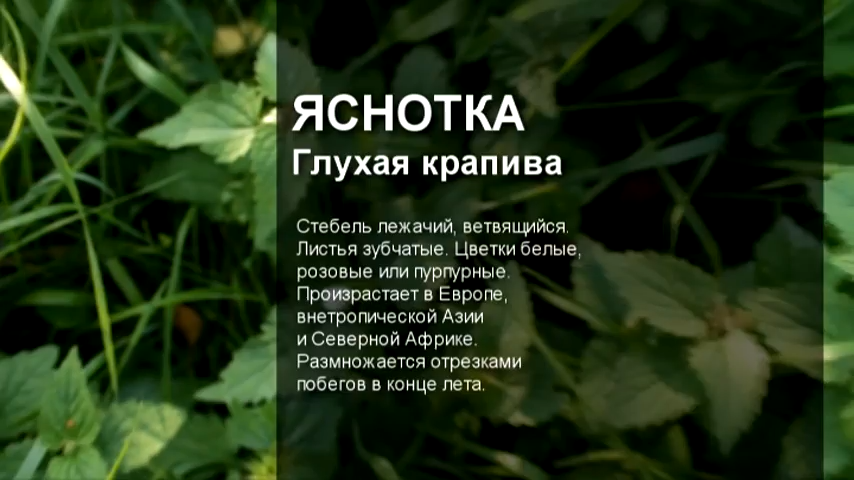 ЯСНОТКА
Глухая крапива
Стебель лежачий, ветвящийся.
Листья зубчатые. Цветки белые,
розовые или пурпурные.
Произрастает в Европе,
внетропической Азии
и Северной Африке.
Размножается отрезками
побегов в конце лета.